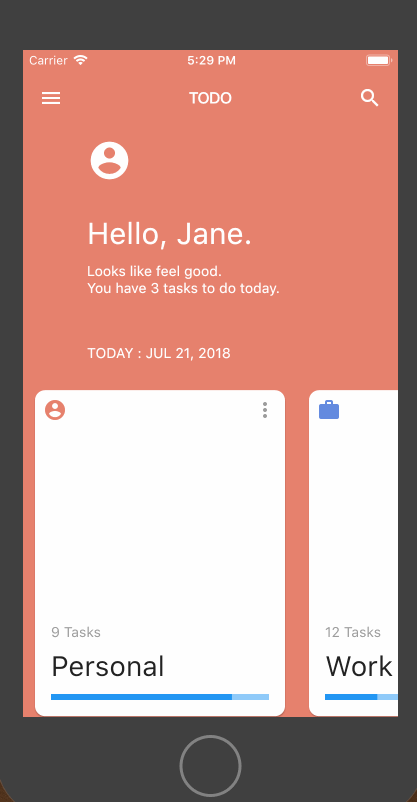 Carrier 5:29 PM
TODO
Hello, Jane.
Looks like feel good.
You have 3 tasks to do today.
TODAY : JUL 21, 2018
9 Tasks
Personal
12 Tasks
Work